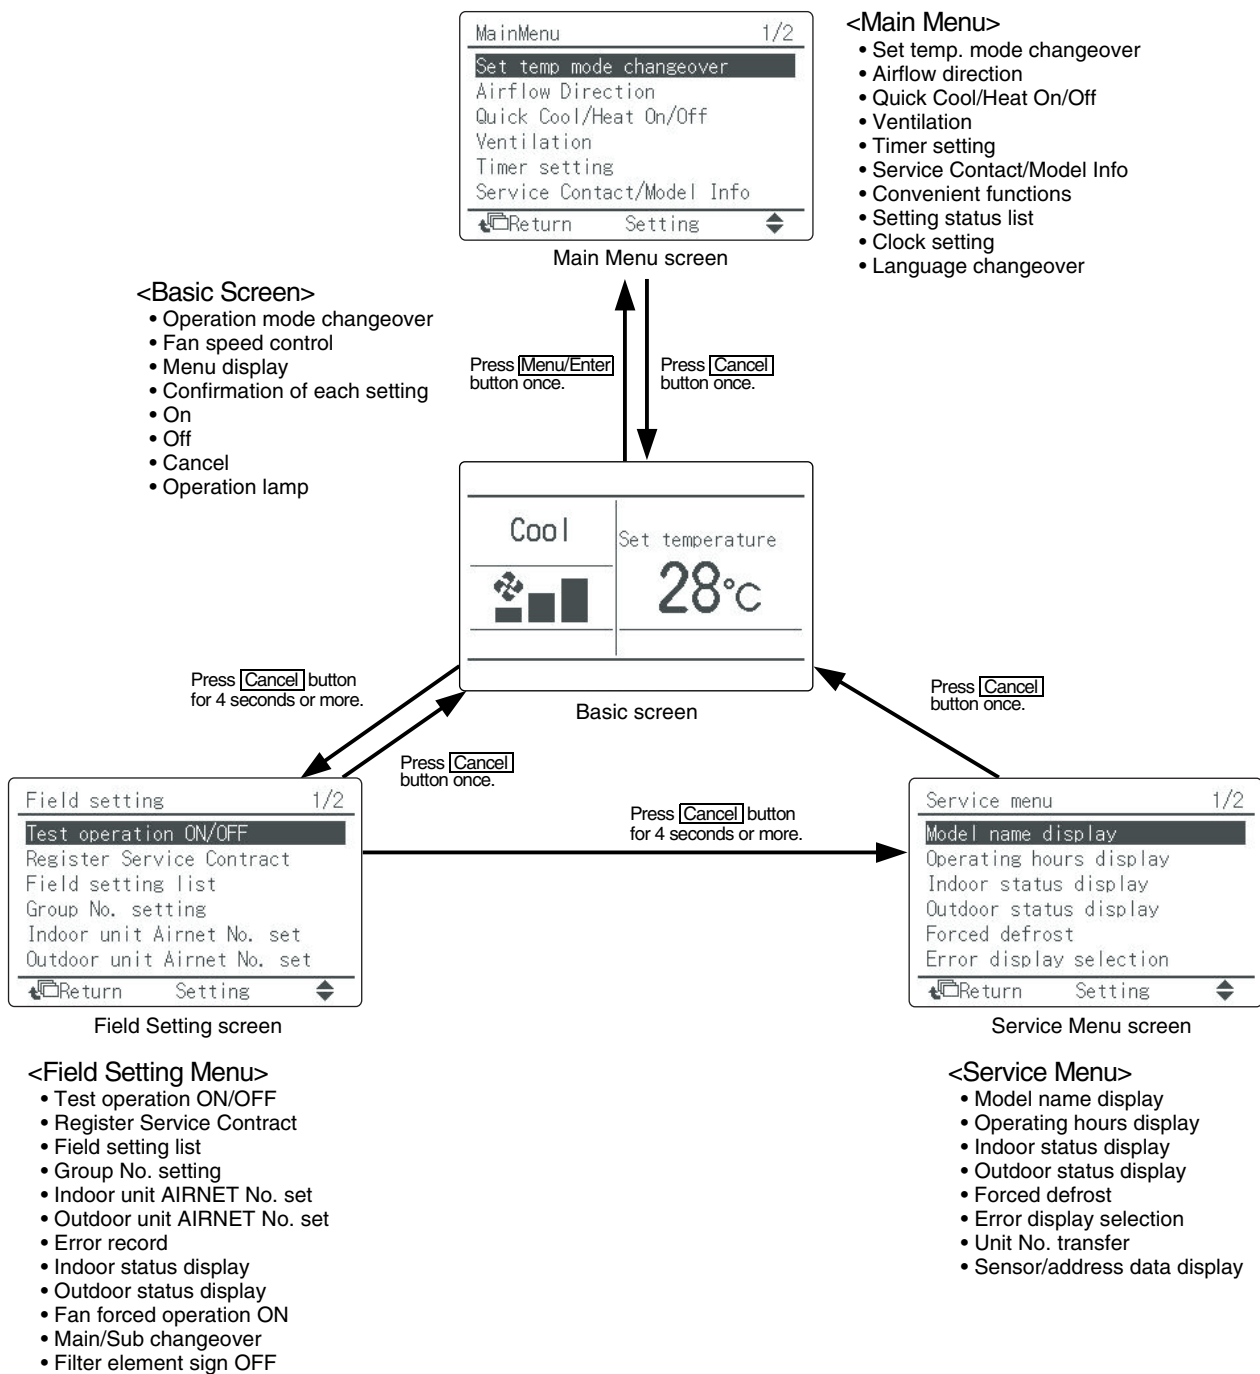 MainMenu 1/2
Set temp mode changeover
Airflow Direction
Quick Cool/Heat On/Off
Ventilation
Timer setting
Service Contact/Model Info
Return Setting
Main Menu screen
<Main Menu>
• Set temp. mode changeover
• Airflow direction
• Quick Cool/Heat On/Off
• Ventilation
• Timer setting
• Service Contact/Model Info
• Convenient functions
• Setting status list
• Clock setting
• Language changeover
<Basic Screen>
• Operation mode changeover
• Fan speed control
• Menu display
• Confirmation of each setting
• On
• Off
• Cancel
• Operation lamp
Press Menu/Enter
button once.
Press Cancel
button once.
Cool
Set temperature
28°C
Basic screen
Press Cancel button
for 4 seconds or more.
Press Cancel
button once.
Press Cancel
button once.
Press Cancel button
for 4 seconds or more.
Field setting 1/2
Test operation ON/OFF
Register Service Contract
Field setting list
Group No. setting
Indoor unit Airnet No. set
Outdoor unit Airnet No. set
Return Setting
Field Setting screen
<Field Setting Menu>
• Test operation ON/OFF
• Register Service Contract
• Field setting list
• Group No. setting
• Indoor unit AIRNET No. set
• Outdoor unit AIRNET No. set
• Error record
• Indoor status display
• Outdoor status display
• Fan forced operation ON
• Main/Sub changeover
• Filter element sign OFF
Service menu 1/2
Model name display
Operating hours display
Indoor status display
Outdoor status display
Forced defrost
Error display selection
Return Setting
Service Menu screen
<Service Menu>
• Model name display
• Operating hours display
• Indoor status display
• Outdoor status display
• Forced defrost
• Error display selection
• Unit No. transfer
• Sensor/address data display